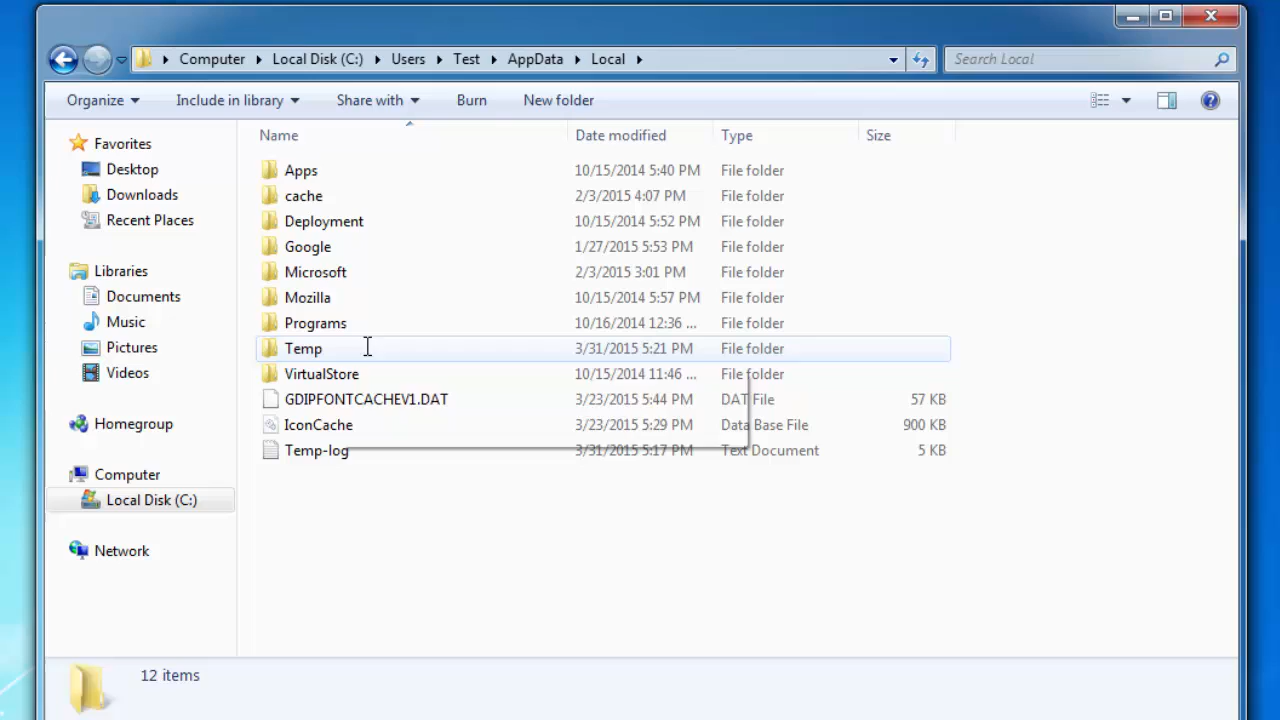 Computer Local Disk (C:) Users Test AppData Local Search Local
Organize Include in library Share with Burn New folder
Name Date modified Type Size
Favorites
Desktop
Downloads
Recent Places
Libraries
Documents
Music
Pictures
Videos
Homegroup
Computer
Local Disk (C:)
Network
Apps 10/15/2014 5:40 PM File folder
cache 2/3/2015 4:07 PM File folder
Deployment 10/15/2014 5:52 PM File folder
Google 1/27/2015 5:53 PM File folder
Microsoft 2/3/2015 3:01 PM File folder
Mozilla 10/15/2014 5:57 PM File folder
Programs 10/16/2014 12:36 ... File folder
Temp 3/31/2015 5:21 PM File folder
VirtualStore 10/15/2014 11:46 ... File folder
GDIPFONTCACHEV1.DAT 3/23/2015 5:44 PM DAT File 57 KB
IconCache 3/23/2015 5:29 PM Data Base File 900 KB
Temp-log 3/31/2015 5:17 PM Text Document 5 KB
12 items